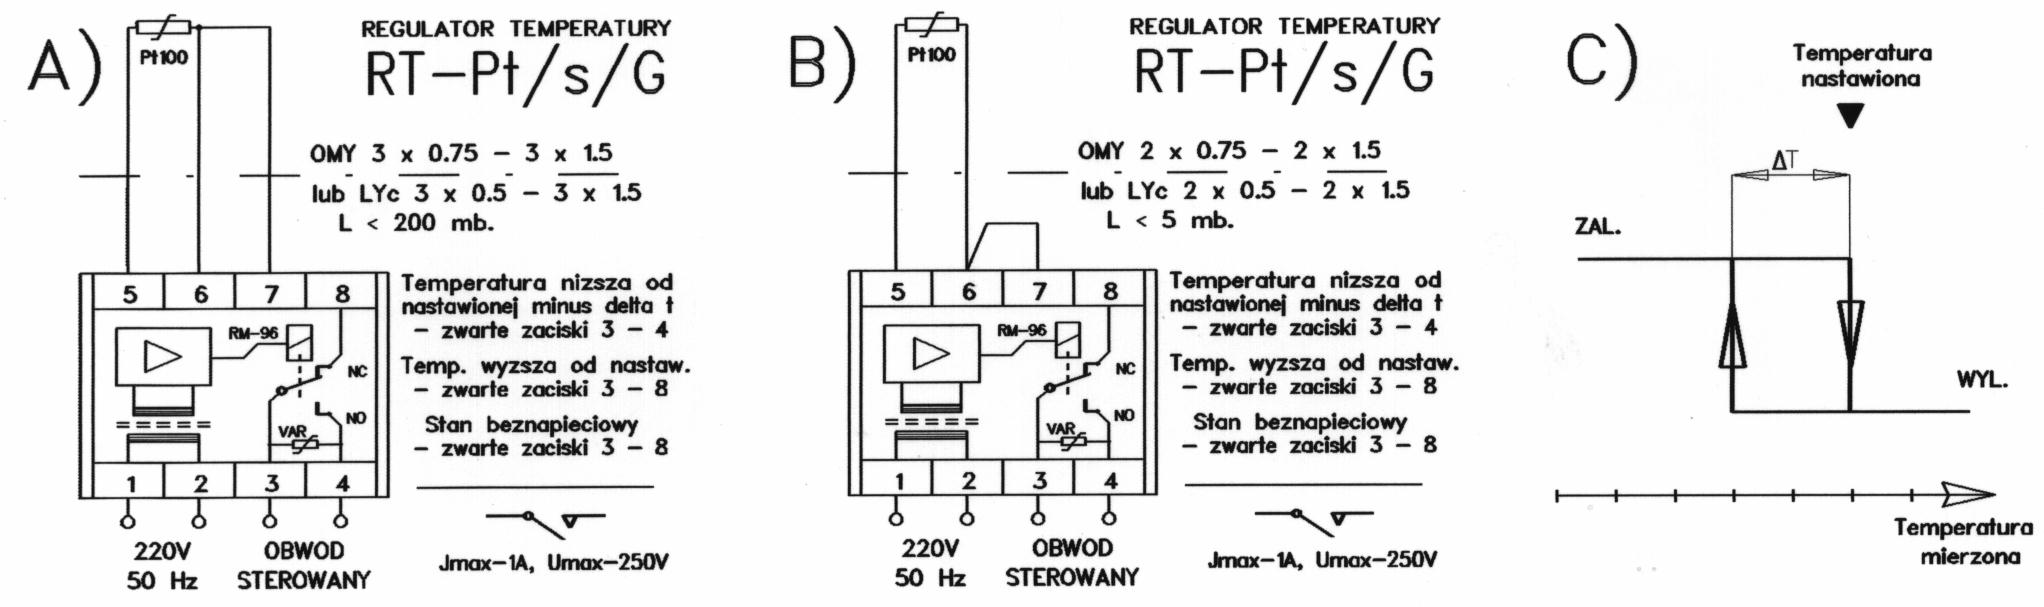 A)
REGULATOR TEMPERATURY
RT-Pt/s/G
Pt100
OMY 3 x 0.75 - 3 x 1.5
lub LYc 3 x 0.5 - 3 x 1.5
L < 200 mb.
5 6 7 8
RM-96
NC
NO
VAR
1 2 3 4
220V
50 Hz
OBWOD
STEROWANY
Temperatura nizsza od
nastawionej minus delta t
- zwarte zaciski 3 - 4
Temp. wyzsza od nastaw.
- zwarte zaciski 3 - 8
Stan beznapieciowy
- zwarte zaciski 3 - 8
Jmax-1A, Umax-250V
B)
REGULATOR TEMPERATURY
RT-Pt/s/G
Pt100
OMY 2 x 0.75 - 2 x 1.5
lub LYc 2 x 0.5 - 2 x 1.5
L < 5 mb.
5 6 7 8
RM-96
NC
NO
VAR
1 2 3 4
220V
50 Hz
OBWOD
STEROWANY
Temperatura nizsza od
nastawionej minus delta t
- zwarte zaciski 3 - 4
Temp. wyzsza od nastaw.
- zwarte zaciski 3 - 8
Stan beznapieciowy
- zwarte zaciski 3 - 8
Jmax-1A, Umax-250V
C)
Temperatura
nastawiona
ΔT
ZAL.
WYL.
Temperatura
mierzona